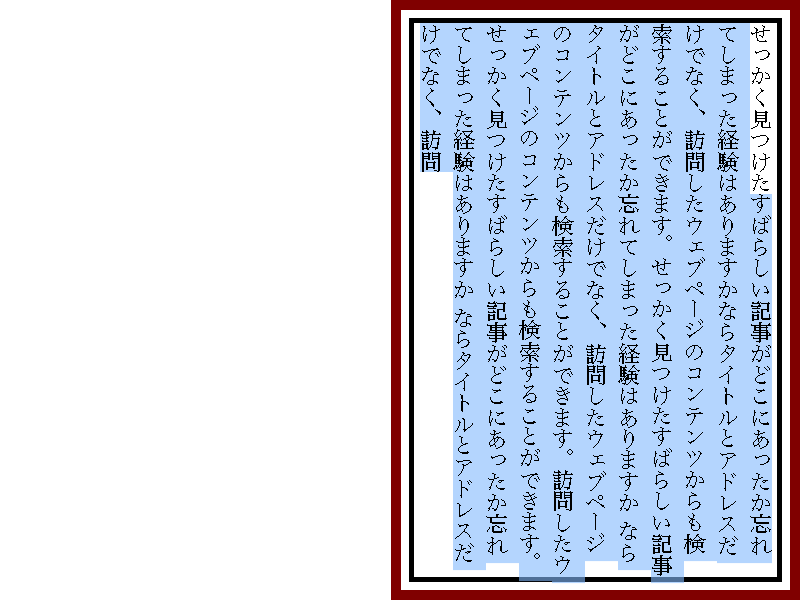 せっかく見つけたすばらしい記事がどこにあったか忘れ
てしまった経験はありますかならタイトルとアドレスだ
けでなく、訪問したウェブページのコンテンツからも検
索することができます。せっかく見つけたすばらしい記事
がどこにあったか忘れてしまった経験はありますか なら
タイトルとアドレスだけでなく、訪問したウェブページ
のコンテンツからも検索することができます。訪問したウ
ェブページのコンテンツからも検索することができます。
せっかく見つけたすばらしい記事がどこにあったか忘れ
てしまった経験はありますか ならタイトルとアドレスだ
けでなく、訪問